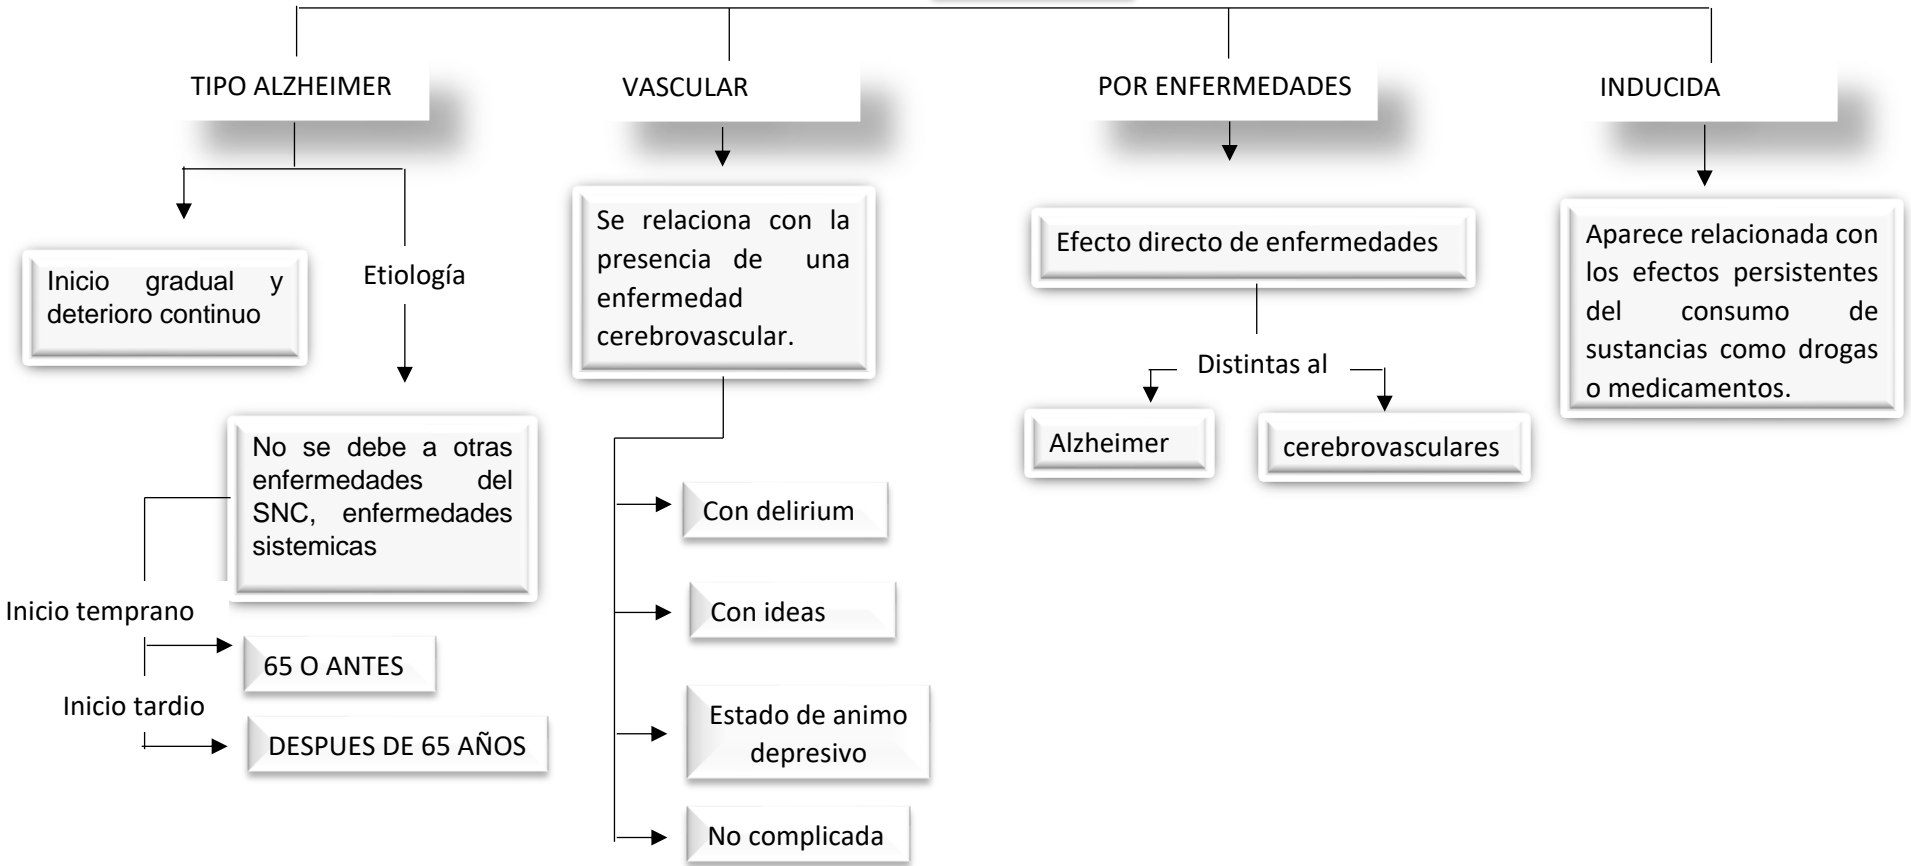 TIPO ALZHEIMER
VASCULAR
POR ENFERMEDADES
INDUCIDA
Inicio gradual y
deterioro continuo
Etiología
No se debe a otras
enfermedades del
SNC, enfermedades
sistemicas
Inicio temprano
65 O ANTES
Inicio tardio
DESPUES DE 65 AÑOS
Se relaciona con la
presencia de una
enfermedad
cerebrovascular.
Con delirium
Con ideas
Estado de animo
depresivo
No complicada
Efecto directo de enfermedades
Distintas al
Alzheimer
cerebrovasculares
Aparece relacionada con
los efectos persistentes
del consumo de
sustancias como drogas
o medicamentos.